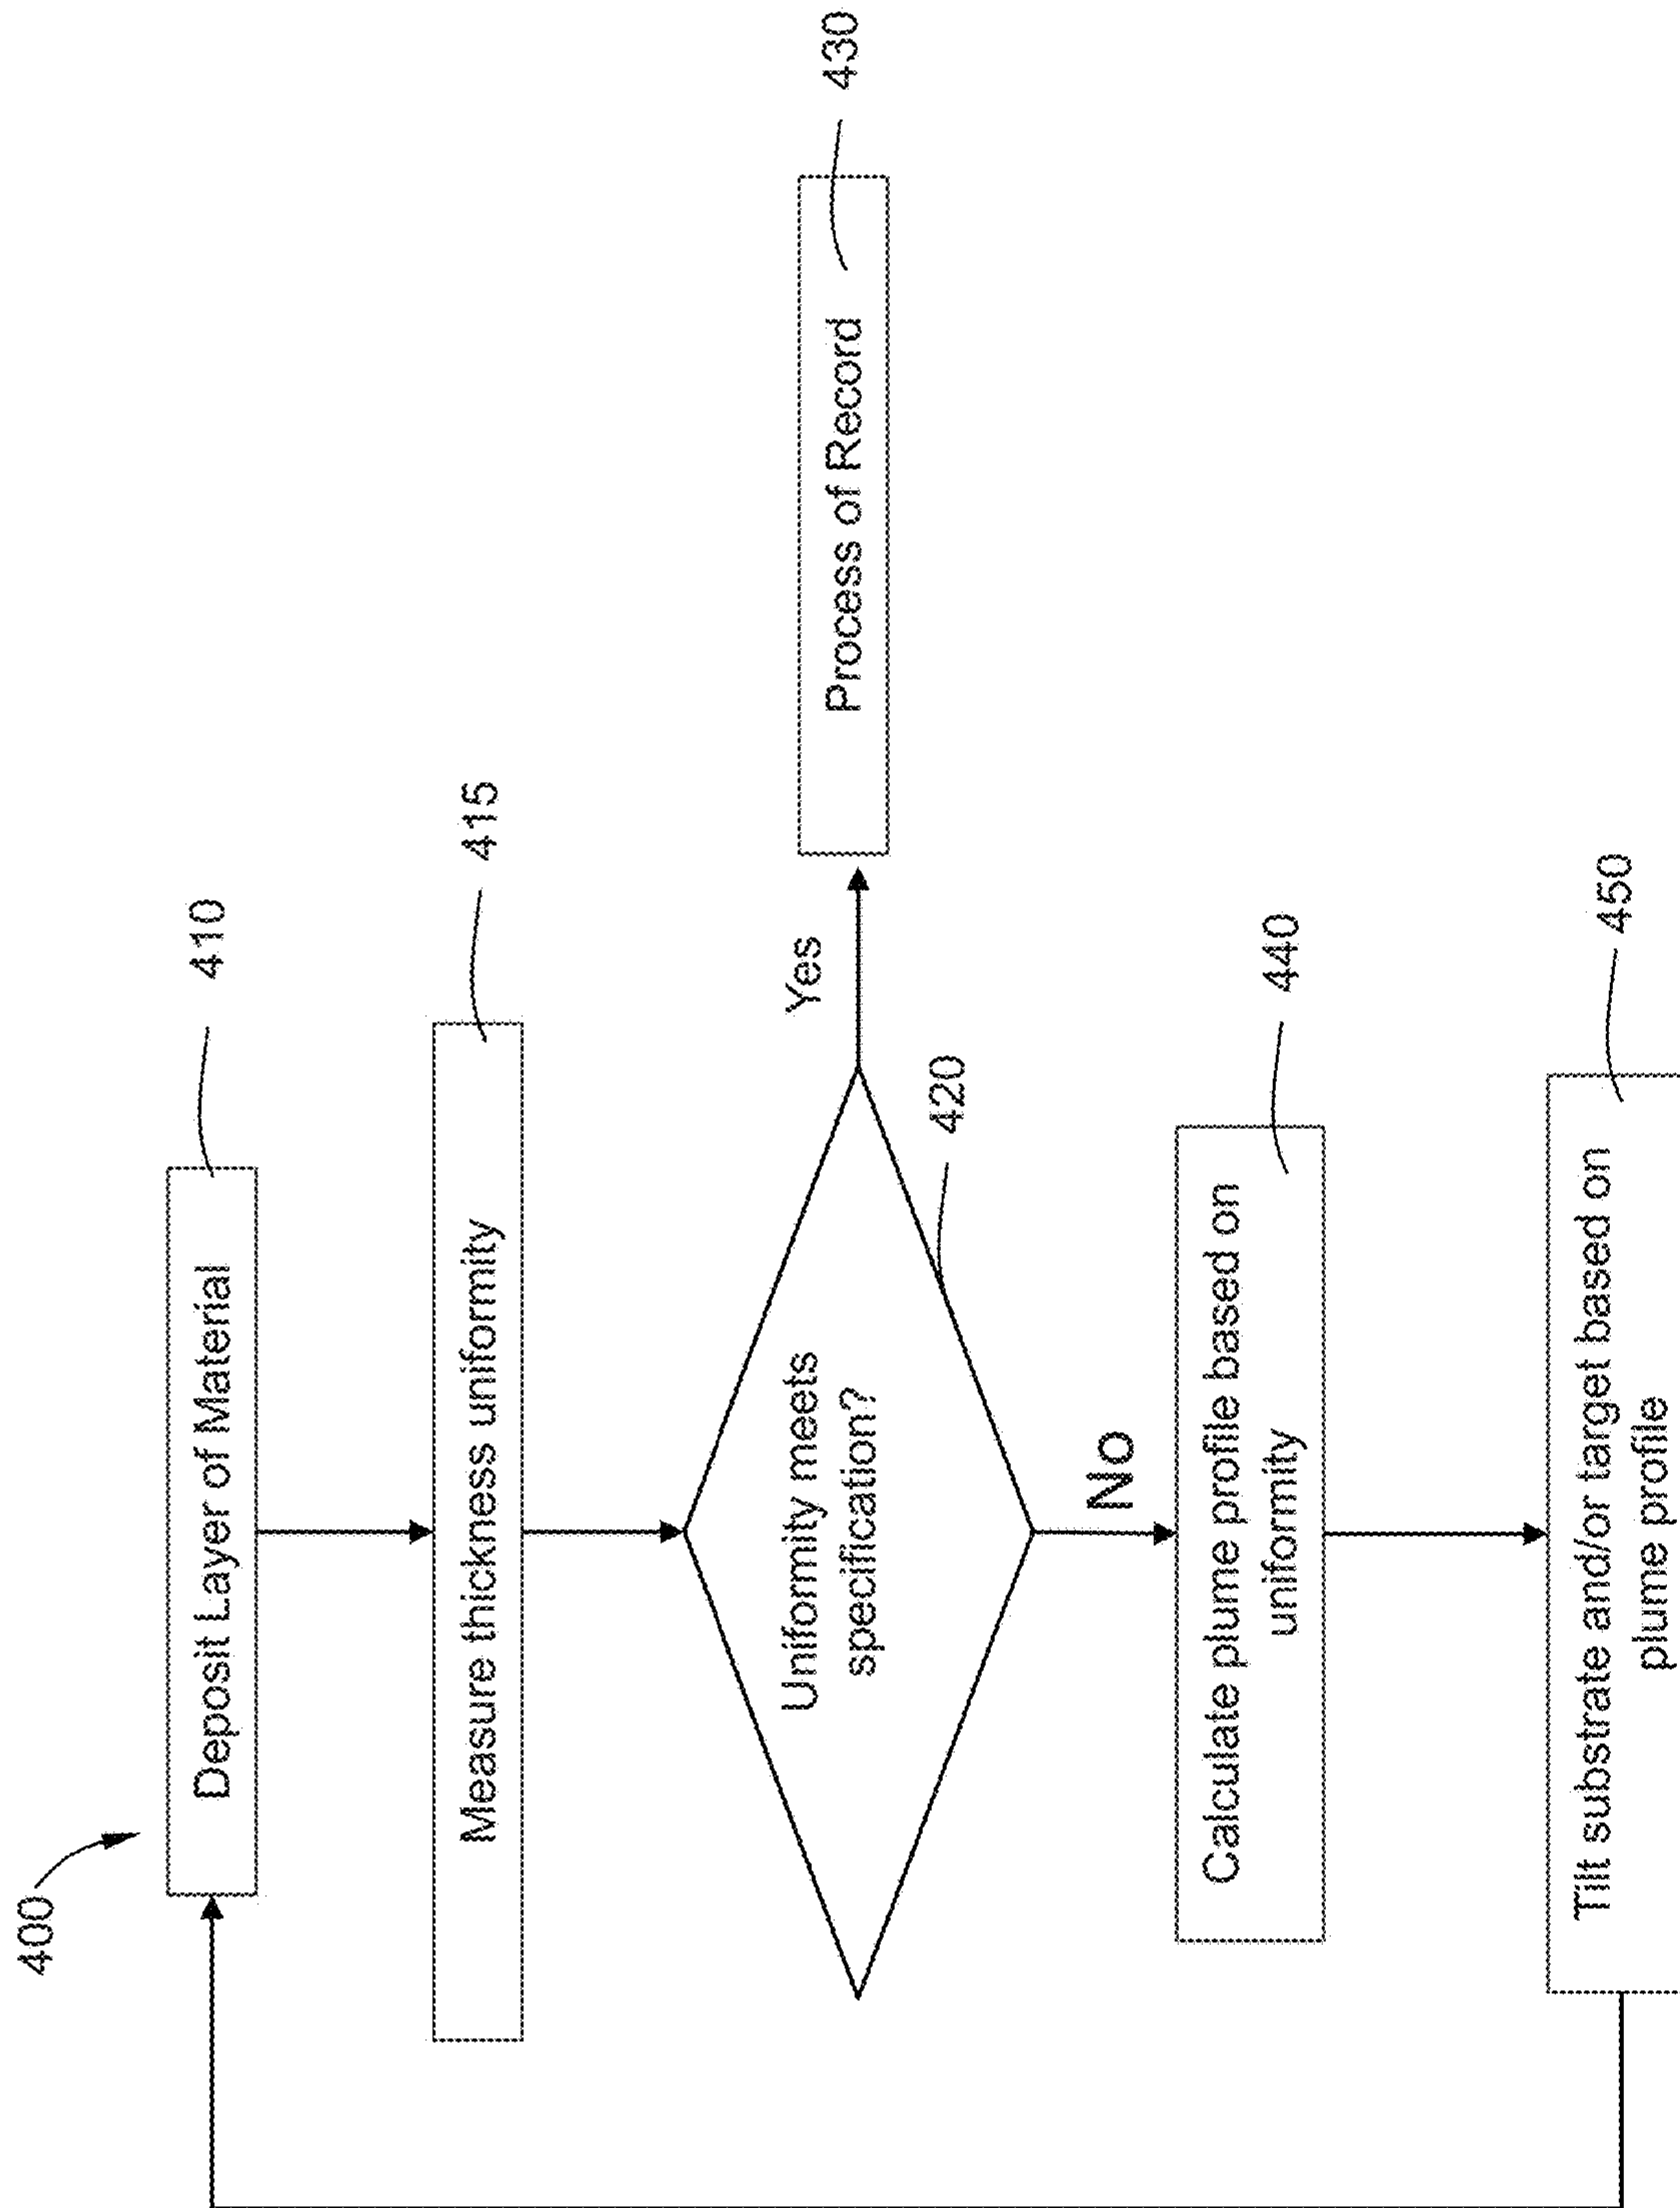 400
Deposit Layer of Material
410
Measure thickness uniformity
415
Uniformity meets
specification?
420
Yes
Process of Record
430
No
Calculate plume profile based on
uniformity
440
Tilt substrate and/or target based on
plume profile
450